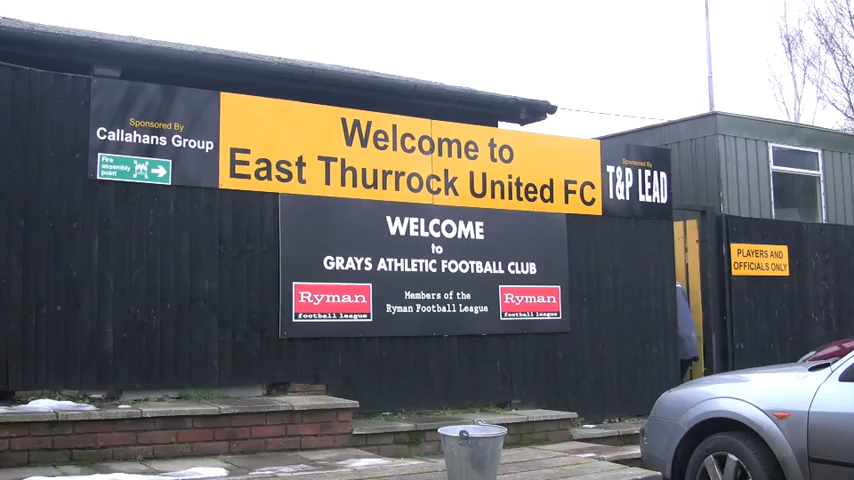 Sponsored By
Callahans Group
Fire
assembly
point
Welcome to
East Thurrock United FC
Sponsored By
T&P LEAD
WELCOME
to
GRAYS ATHLETIC FOOTBALL CLUB
Ryman
football league
Members of the
Ryman Football League
Ryman
football league
PLAYERS AND
OFFICIALS ONLY